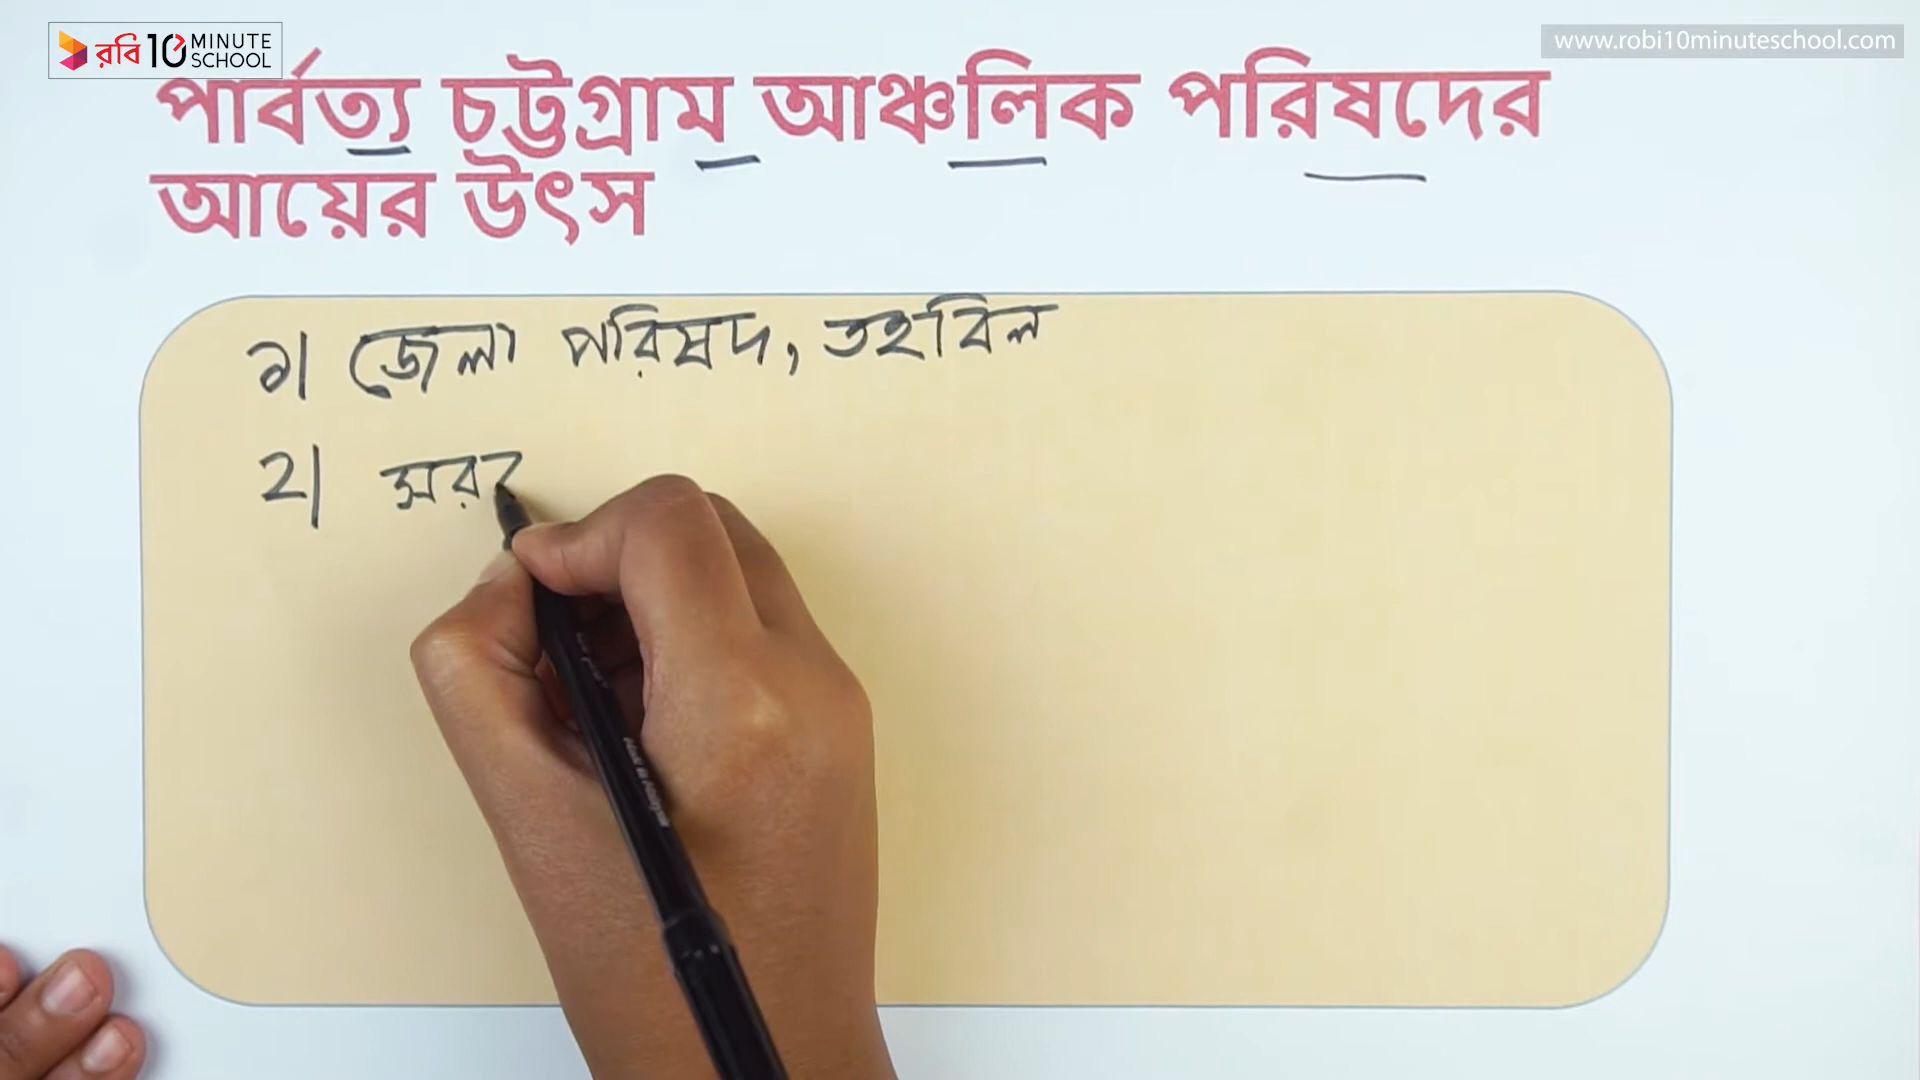 রবি 10 MINUTE SCHOOL
www.robi10minuteschool.com
পার্বত্য চট্টগ্রাম আঞ্চলিক পরিষদের
আয়ের উৎস
১| জেলা পরিষদ, তহবিল
২|